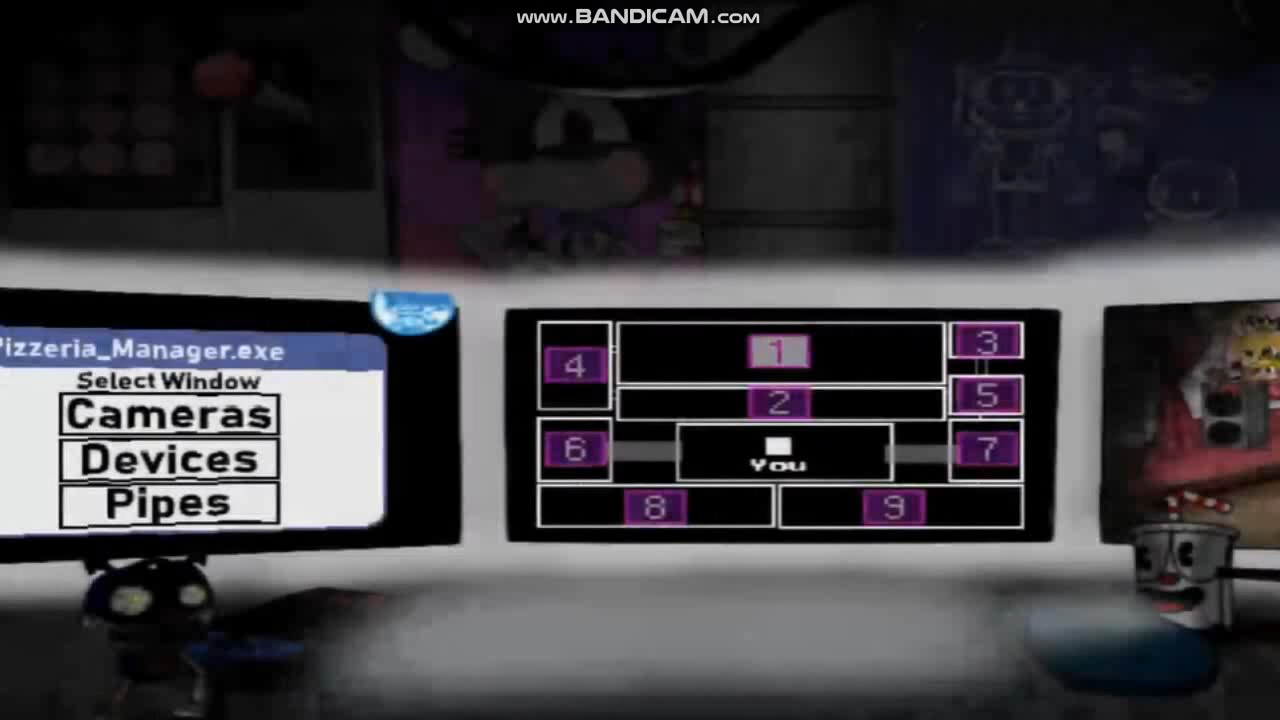 www.BANDICAM.com
Pizzeria_Manager.exe
Select Window
Cameras
Devices
Pipes
1
2
3
4
5
6
7
8
9
You